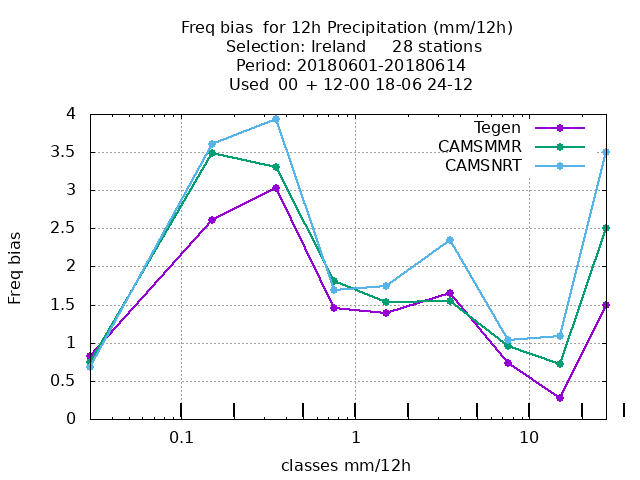 Freq bias  for 12h Precipitation (mm/12h)
Selection: Ireland     28 stations
Period: 20180601-20180614
Used  00 + 12-00 18-06 24-12
Tegen
CAMSMMR
CAMSNRT
4
3.5
3
2.5
2
1.5
1
0.5
0
Freq bias
0.1
1
10
classes mm/12h